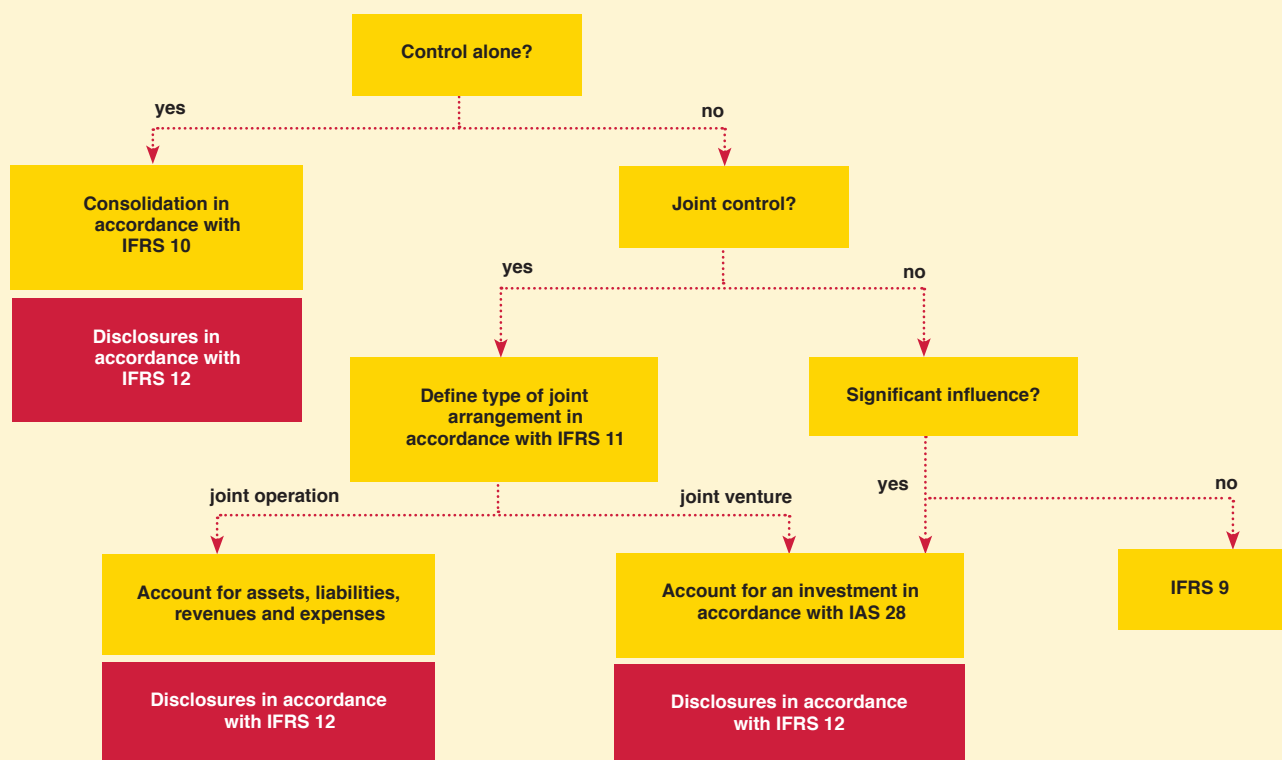 Control alone?
yes
no
Consolidation in
accordance with
IFRS 10
Joint control?
Disclosures in
accordance with
IFRS 12
yes
no
Define type of joint
arrangement in
accordance with IFRS 11
Significant influence?
joint operation
joint venture
yes
no
Account for assets, liabilities,
revenues and expenses
Account for an investment in
accordance with IAS 28
IFRS 9
Disclosures in accordance
with IFRS 12
Disclosures in accordance
with IFRS 12